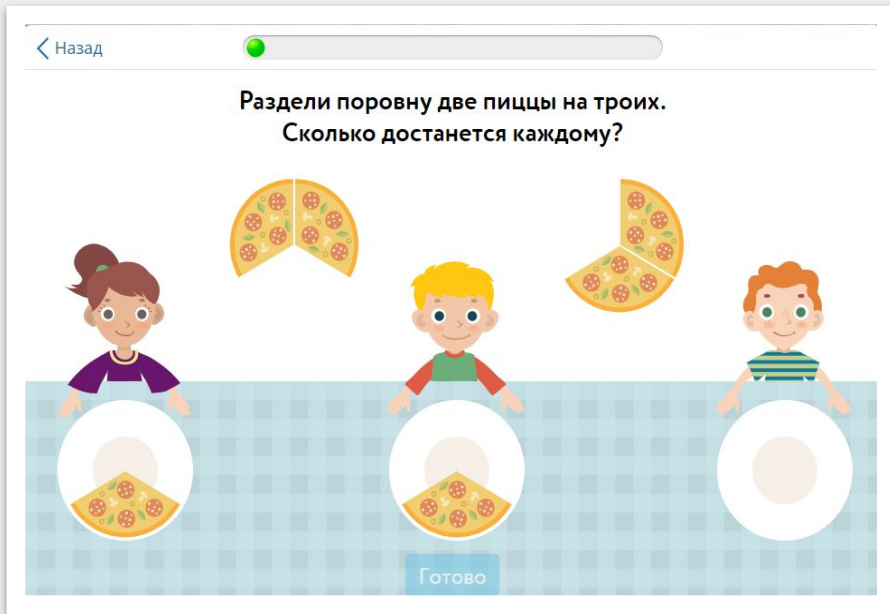 Назад
Раздели поровну две пиццы на троих.
Сколько достанется каждому?
Готово